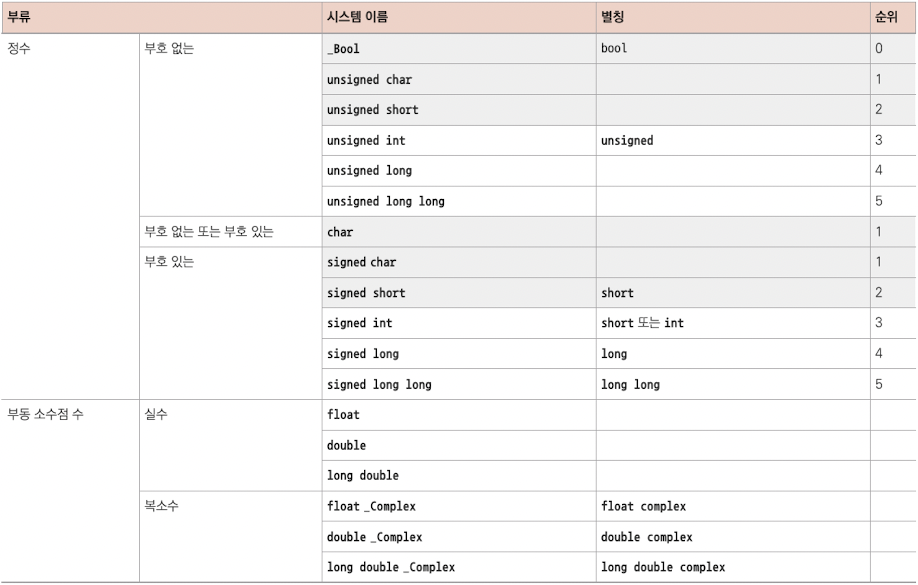 부류 시스템 이름 별칭 순위
정수 부호 없는 _Bool bool 0
unsigned char 1
unsigned short 2
unsigned int unsigned 3
unsigned long 4
unsigned long long 5
부호 없는 또는 부호 있는 char 1
부호 있는 signed char 1
signed short short 2
signed int short 또는 int 3
signed long long 4
signed long long long long 5
부동 소수점 수 실수 float
double
long double
복소수 float _Complex float complex
double _Complex double complex
long double _Complex long double complex